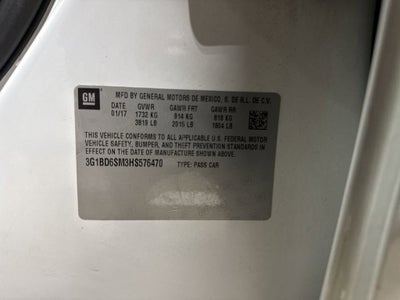 GM
MFD BY GENERAL MOTORS DE MEXICO, S. DE R.L. DE C.V.
DATE GVWR GAWR FRT GAWR RR
01/17 1732 KG 914 KG 818 KG
3819 LB 2015 LB 1804 LB
THIS VEHICLE CONFORMS TO ALL APPLICABLE U.S. FEDERAL MOTOR
VEHICLE SAFETY, BUMPER, AND THEFT PREVENTION STANDARDS IN
EFFECT ON THE DATE OF MANUFACTURE SHOWN ABOVE.
3G1BD6SM3HS576470 TYPE: PASS CAR